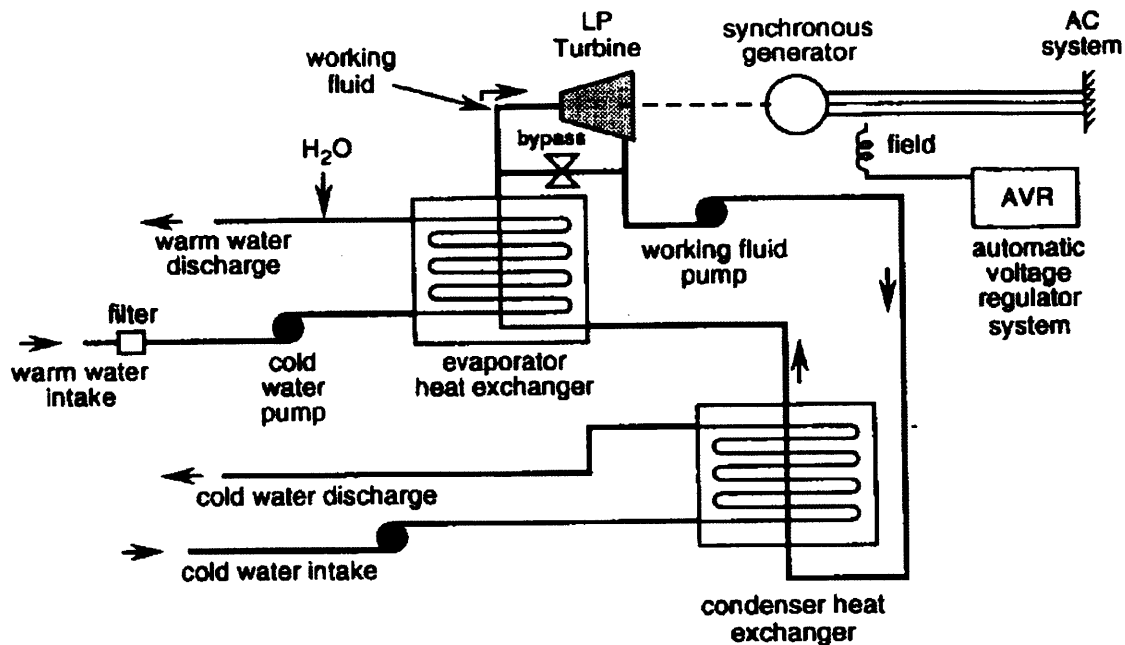 LP
Turbine
synchronous
generator
AC
system
working
fluid
bypass
field
H₂O
AVR
warm water
discharge
working fluid
pump
automatic
voltage
regulator
system
filter
warm water
intake
cold
water
pump
evaporator
heat exchanger
cold water discharge
cold water intake
condenser heat
exchanger